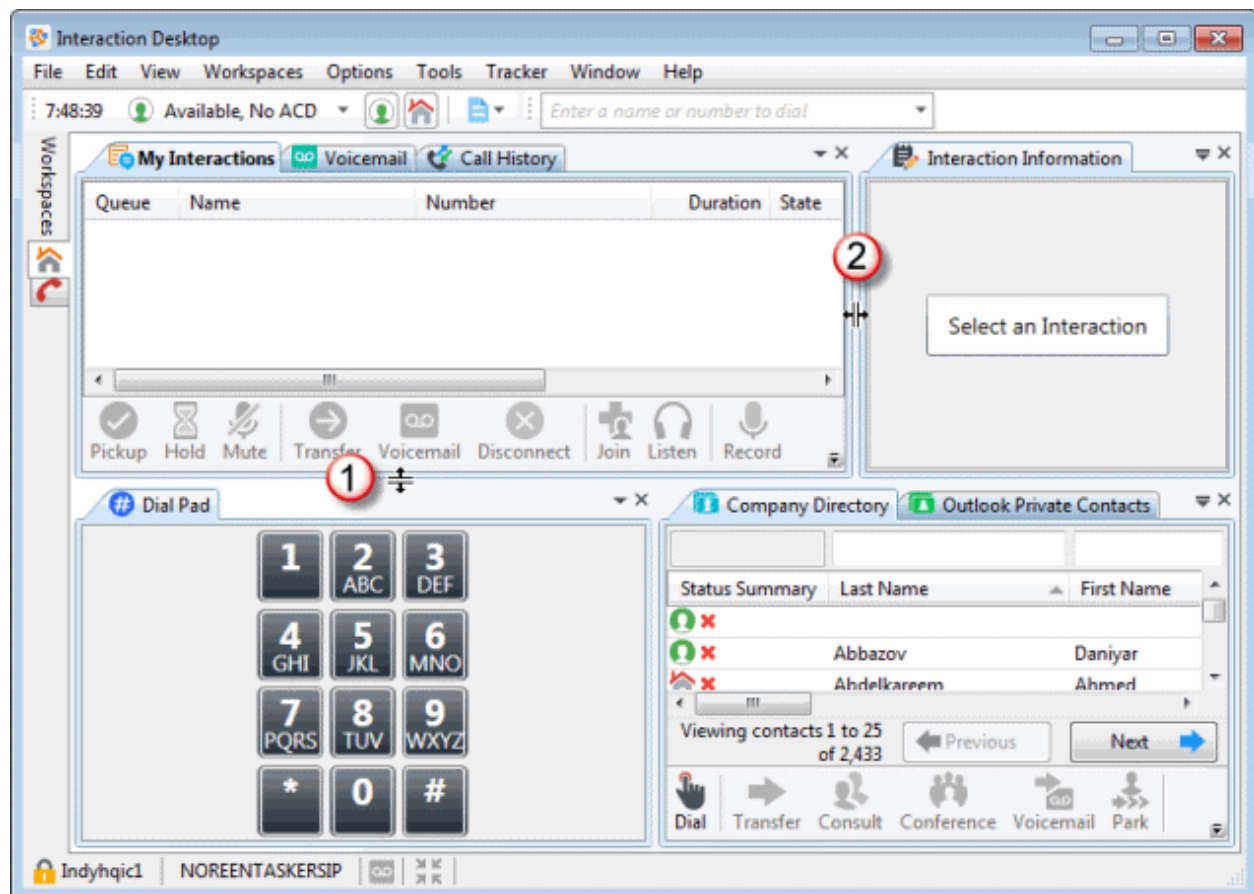 Interaction Desktop
File Edit View Workspaces Options Tools Tracker Window Help
7:48:39 Available, No ACD Enter a name or number to dial
Workspaces
My Interactions Voicemail Call History
Interaction Information
Queue Name Number Duration State
2
Select an Interaction
Pickup Hold Mute Transfer Voicemail Disconnect Join Listen Record
1
# Dial Pad
Company Directory Outlook Private Contacts
1 2 3
ABC DEF
4 5 6
GHI JKL MNO
7 8 9
PQRS TUV WXYZ
* 0 #
Status Summary Last Name First Name
Abbazov Daniyar
Abdelkareem Ahmed
Viewing contacts 1 to 25
of 2,433
Previous Next
Dial Transfer Consult Conference Voicemail Park
Indyhqic1 NOREENTASKERSIP